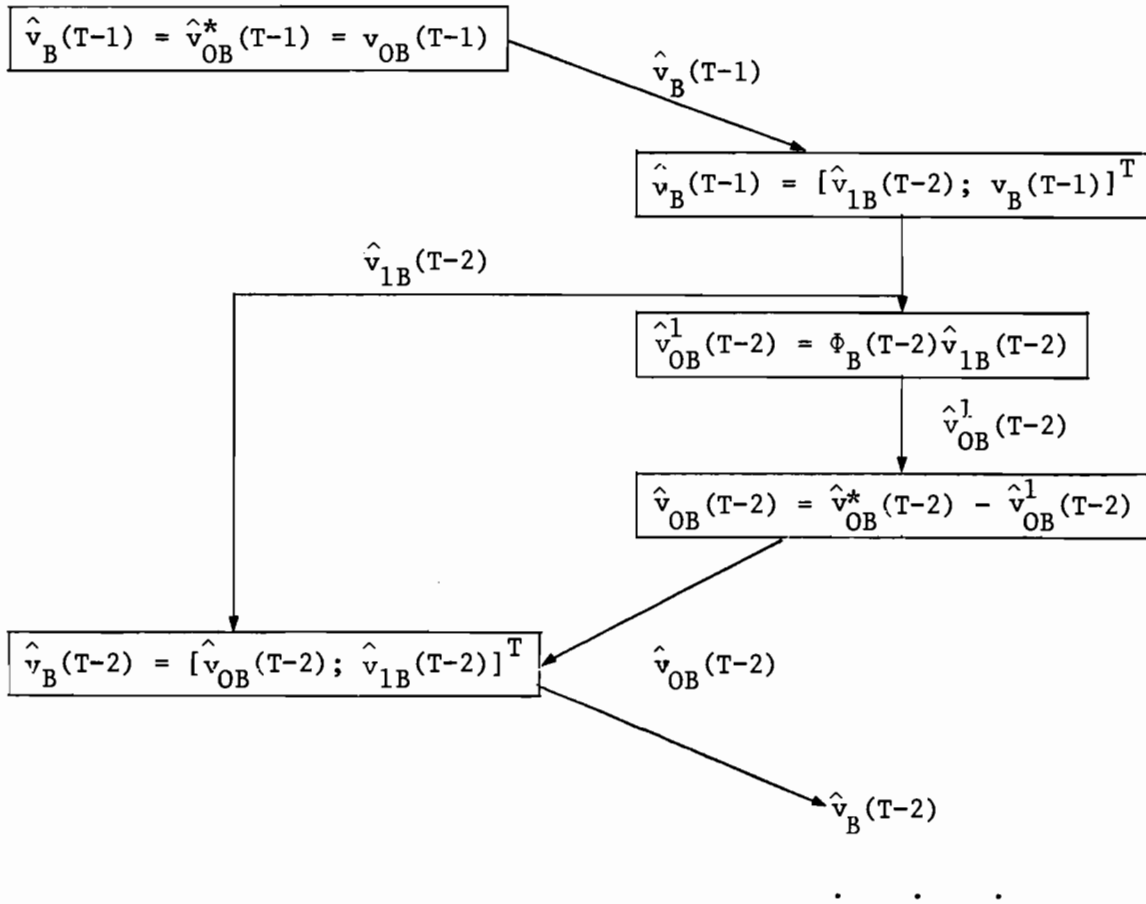 v̂_B(T-1) = v̂*_OB(T-1) = v_OB(T-1)
v̂_B(T-1)
v̂_B(T-1) = [v̂_1B(T-2); v_B(T-1)]^T
v̂_1B(T-2)
v̂^1_OB(T-2) = Φ_B(T-2)v̂_1B(T-2)
v̂^1_OB(T-2)
v̂_OB(T-2) = v̂*_OB(T-2) - v̂^1_OB(T-2)
v̂_B(T-2) = [v̂_OB(T-2); v̂_1B(T-2)]^T
v̂_OB(T-2)
v̂_B(T-2)
. . .